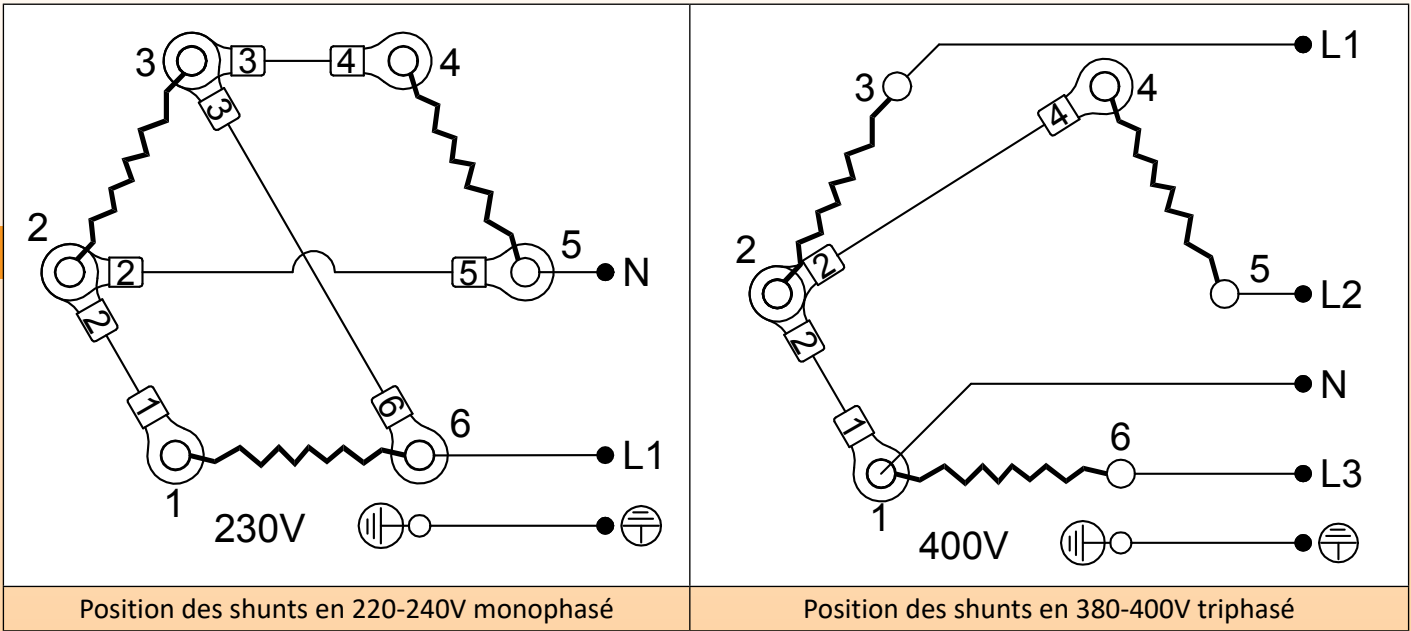 3 3 4 4
3
2
2 5 5 N
2
1 6
6
L1
1
230V
L1
3
4
4
2
2
5
L2
2
N
1
6
L3
1
400V
Position des shunts en 220-240V monophasé
Position des shunts en 380-400V triphasé